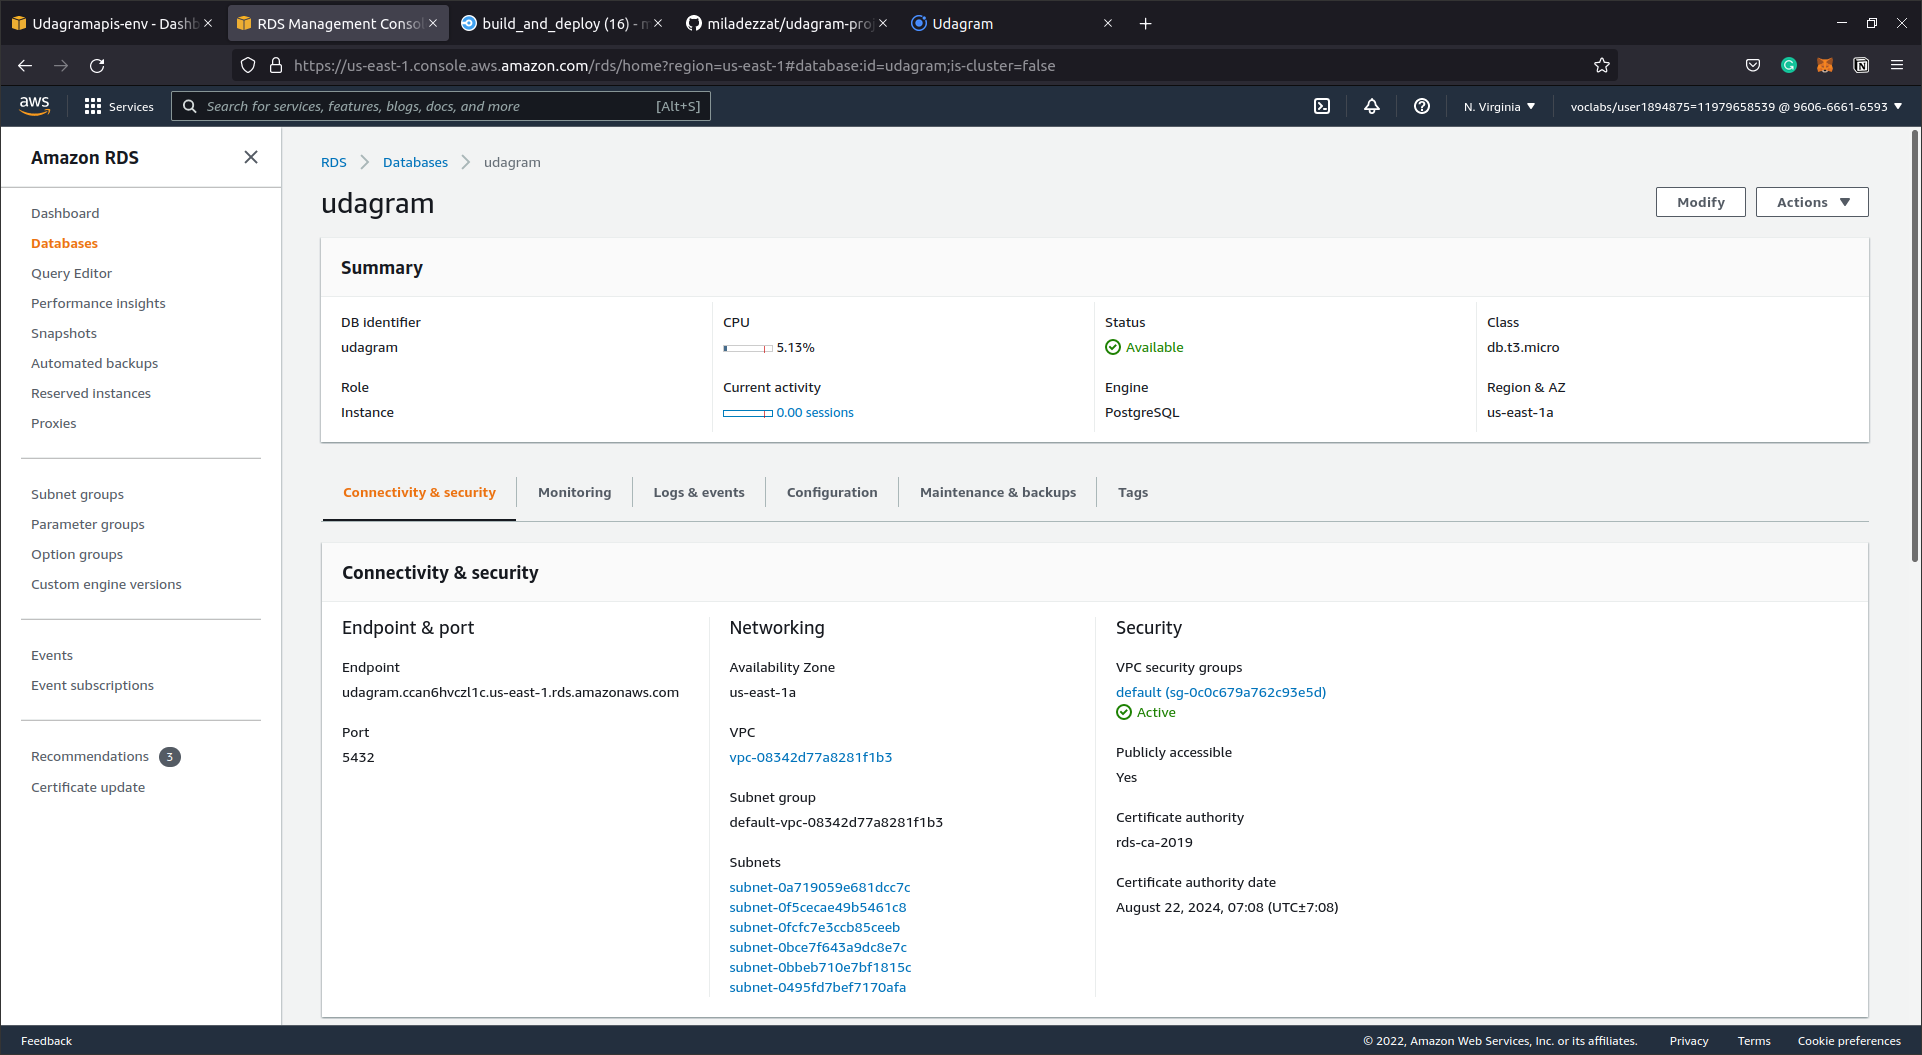 Udagramapis-env - Dashb
RDS Management Consol
build_and_deploy (16) - m
miladezzat/udagram-proj
Udagram
https://us-east-1.console.aws.amazon.com/rds/home?region=us-east-1#database:id=udagram;is-cluster=false
aws
Services
Search for services, features, blogs, docs, and more
[Alt+S]
N. Virginia
voclabs/user1894875=11979658539 @ 9606-6661-6593
Amazon RDS
Dashboard
Databases
Query Editor
Performance insights
Snapshots
Automated backups
Reserved instances
Proxies
Subnet groups
Parameter groups
Option groups
Custom engine versions
Events
Event subscriptions
Recommendations 3
Certificate update
RDS
Databases
udagram
udagram
Modify
Actions
Summary
DB identifier
udagram
CPU
5.13%
Status
Available
Class
db.t3.micro
Role
Instance
Current activity
0.00 sessions
Engine
PostgreSQL
Region & AZ
us-east-1a
Connectivity & security
Monitoring
Logs & events
Configuration
Maintenance & backups
Tags
Connectivity & security
Endpoint & port
Endpoint
udagram.ccan6hvczl1c.us-east-1.rds.amazonaws.com
Port
5432
Networking
Availability Zone
us-east-1a
VPC
vpc-08342d77a8281f1b3
Subnet group
default-vpc-08342d77a8281f1b3
Subnets
subnet-0a719059e681dcc7c
subnet-0f5cecae49b5461c8
subnet-0fcfc7e3ccb85ceeb
subnet-0bce7f643a9dc8e7c
subnet-0bbeb710e7bf1815c
subnet-0495fd7bef7170afa
Security
VPC security groups
default (sg-0c0c679a762c93e5d)
Active
Publicly accessible
Yes
Certificate authority
rds-ca-2019
Certificate authority date
August 22, 2024, 07:08 (UTC±7:08)
Feedback
© 2022, Amazon Web Services, Inc. or its affiliates.
Privacy
Terms
Cookie preferences